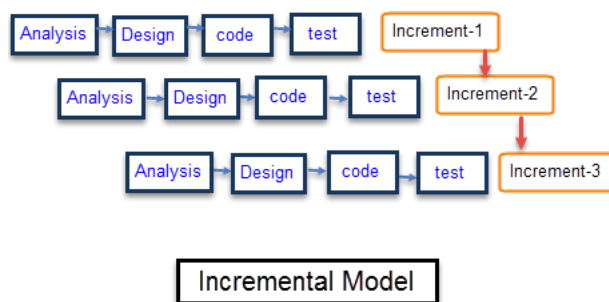 Analysis Design code test Increment-1
Analysis Design code test Increment-2
Analysis Design code test Increment-3
Incremental Model